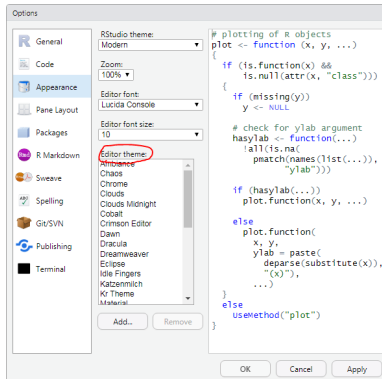 Options
General
Code
Appearance
Pane Layout
Packages
R Markdown
Sweave
Spelling
Git/SVN
Publishing
Terminal
RStudio theme:
Modern
Zoom:
100%
Editor font:
Lucida Console
Editor font size:
10
Editor theme:
Ambiance
Chaos
Chrome
Clouds
Clouds Midnight
Cobalt
Crimson Editor
Dawn
Dracula
Dreamweaver
Eclipse
Idle Fingers
Katzenmilch
Kr Theme
Material
Add...
Remove
# plotting of R objects
plot <- function (x, y, ...)
{
  if (is.function(x) &&
      is.null(attr(x, "class")))
  {
    if (missing(y))
      y <- NULL

    # check for ylab argument
    hasylab <- function(...)
      !all(is.na(
        pmatch(names(list(...)),
              "ylab")))

    if (hasylab(...))
      plot.function(x, y, ...)

    else
      plot.function(
        x, y,
        ylab = paste(
          deparse(substitute(x)),
          "(x)"),
        ...)
  }
  else
    UseMethod("plot")
}
OK
Cancel
Apply